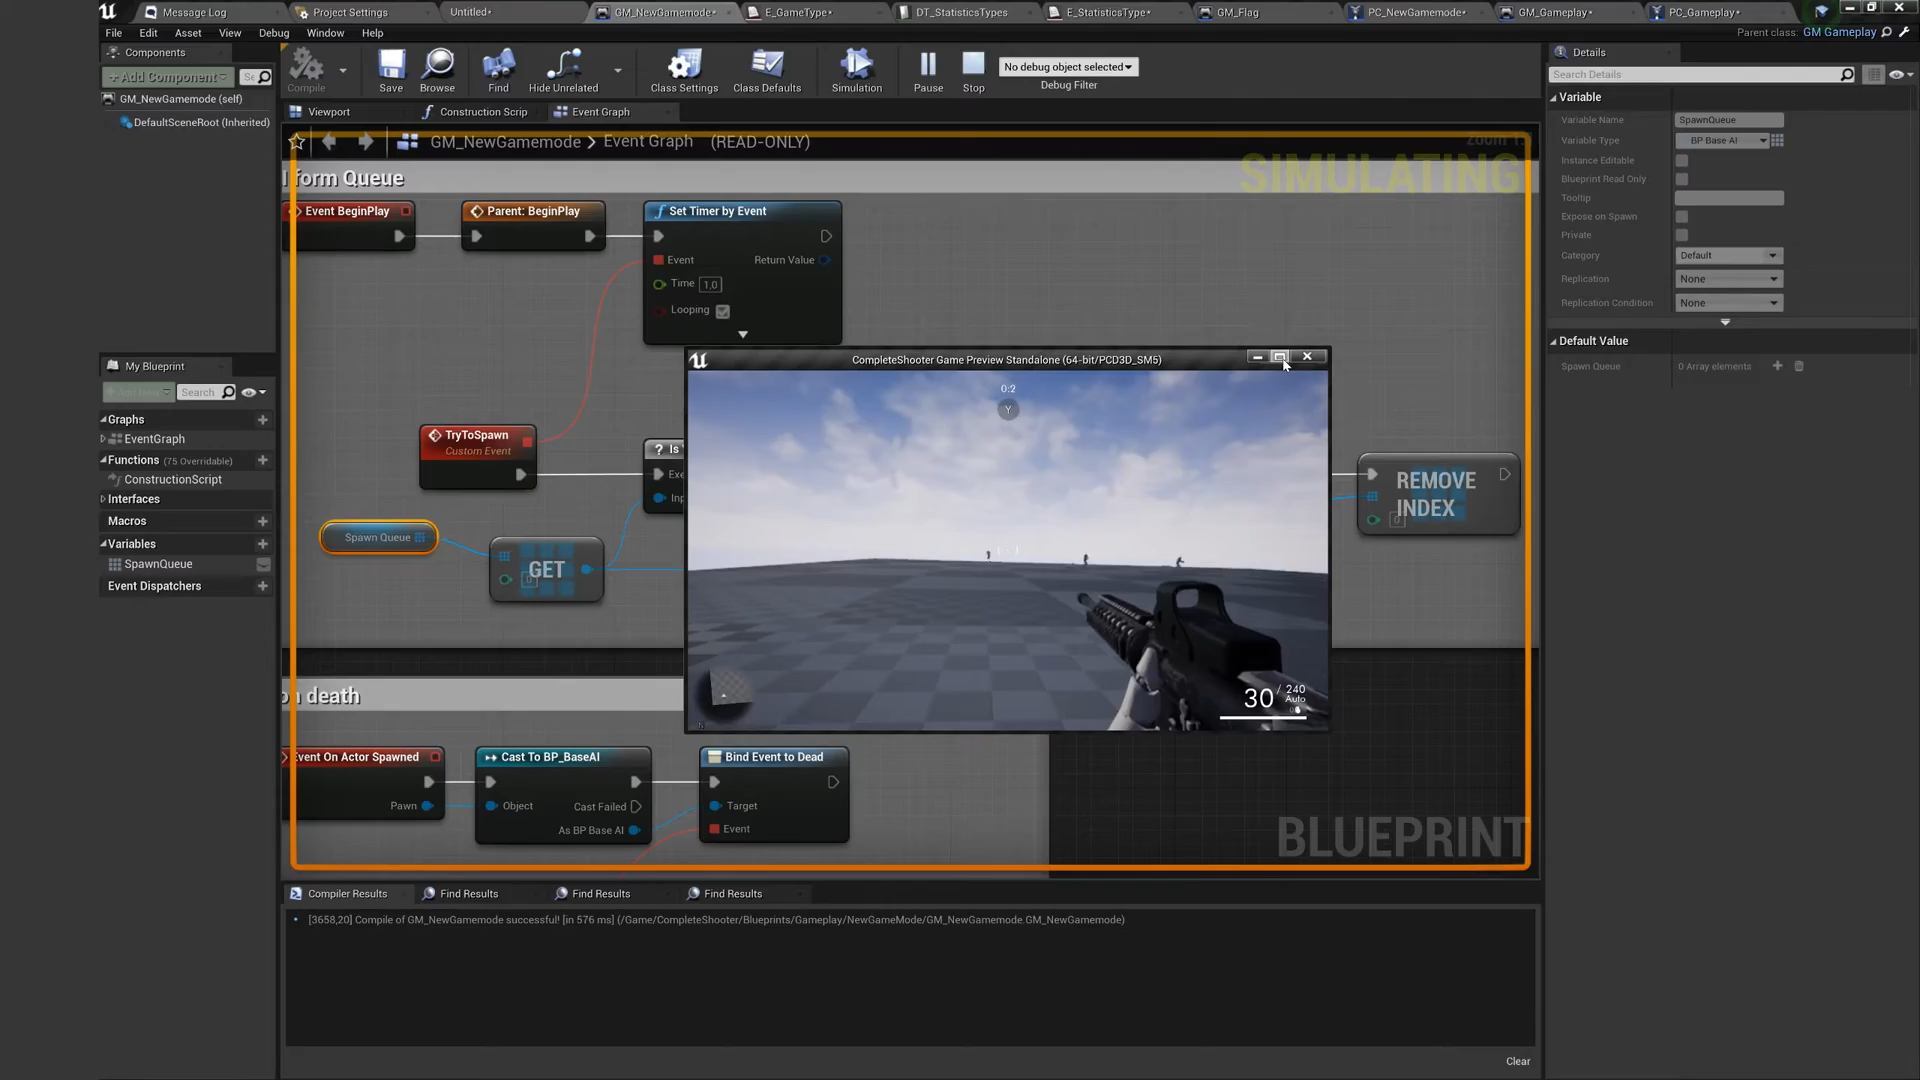 Message Log
Project Settings
Untitled*
GM_NewGamemode*
E_GameType*
DT_StatisticsTypes
E_StatisticsType*
GM_Flag
PC_NewGamemode*
GM_Gameplay*
PC_Gameplay*
File Edit Asset View Debug Window Help
Parent class: GM Gameplay
Components
+Add Component
GM_NewGamemode (self)
DefaultSceneRoot (Inherited)
Compile
Save
Browse
Find
Hide Unrelated
Class Settings
Class Defaults
Simulation
Pause
Stop
No debug object selected
Debug Filter
Viewport
Construction Scrip
Event Graph
GM_NewGamemode > Event Graph (READ-ONLY)
SIMULATING
form Queue
Event BeginPlay
Parent: BeginPlay
Set Timer by Event
Event
Return Value
Time 1,0
Looping
TryToSpawn
Custom Event
Spawn Queue
GET
0
REMOVE
INDEX
0
CompleteShooter Game Preview Standalone (64-bit/PCD3D_SM5)
0:2
Y
30 / 240
Auto
on death
Event On Actor Spawned
Pawn
Cast To BP_BaseAI
Object
Cast Failed
As BP Base AI
Bind Event to Dead
Target
Event
BLUEPRINT
My Blueprint
Search
Graphs
EventGraph
Functions (75 Overridable)
ConstructionScript
Interfaces
Macros
Variables
SpawnQueue
Event Dispatchers
Details
Search Details
Variable
Variable Name SpawnQueue
Variable Type BP Base AI
Instance Editable
Blueprint Read Only
Tooltip
Expose on Spawn
Private
Category Default
Replication None
Replication Condition None
Default Value
Spawn Queue 0 Array elements
Compiler Results
Find Results
Find Results
Find Results
[3658,20] Compile of GM_NewGamemode successful! [in 576 ms] (/Game/CompleteShooter/Blueprints/Gameplay/NewGameMode/GM_NewGamemode.GM_NewGamemode)
Clear